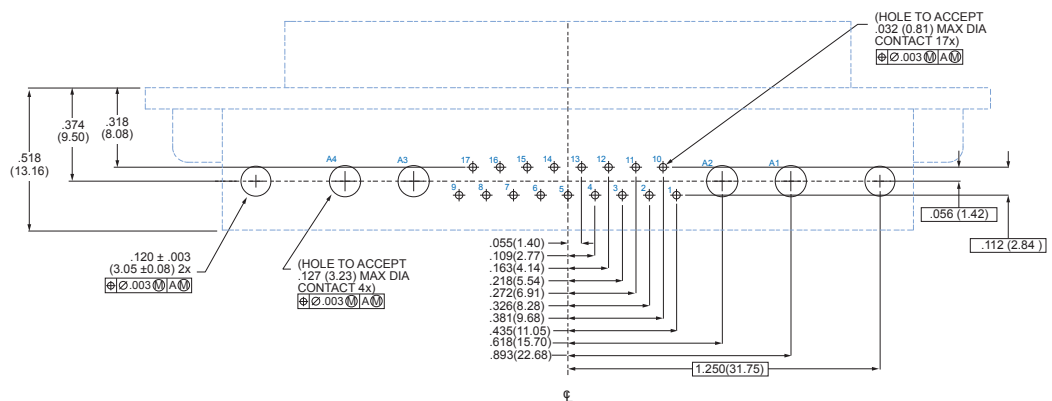 (HOLE TO ACCEPT
.032 (0.81) MAX DIA
CONTACT 17x)
⌖ Ø.003 Ⓜ A Ⓜ
.318
(8.08)
.374
(9.50)
.518
(13.16)
A4 A3 17 16 15 14 13 12 11 10 A2 A1
9 8 7 6 5 4 3 2 1
.056 (1.42)
.112 (2.84 )
.120 ± .003
(3.05 ±0.08) 2x
⌖ Ø.003 Ⓜ A Ⓜ
(HOLE TO ACCEPT
.127 (3.23) MAX DIA
CONTACT 4x)
⌖ Ø.003 Ⓜ A Ⓜ
.055(1.40)
.109(2.77)
.163(4.14)
.218(5.54)
.272(6.91)
.326(8.28)
.381(9.68)
.435(11.05)
.618(15.70)
.893(22.68)
1.250(31.75)
℄